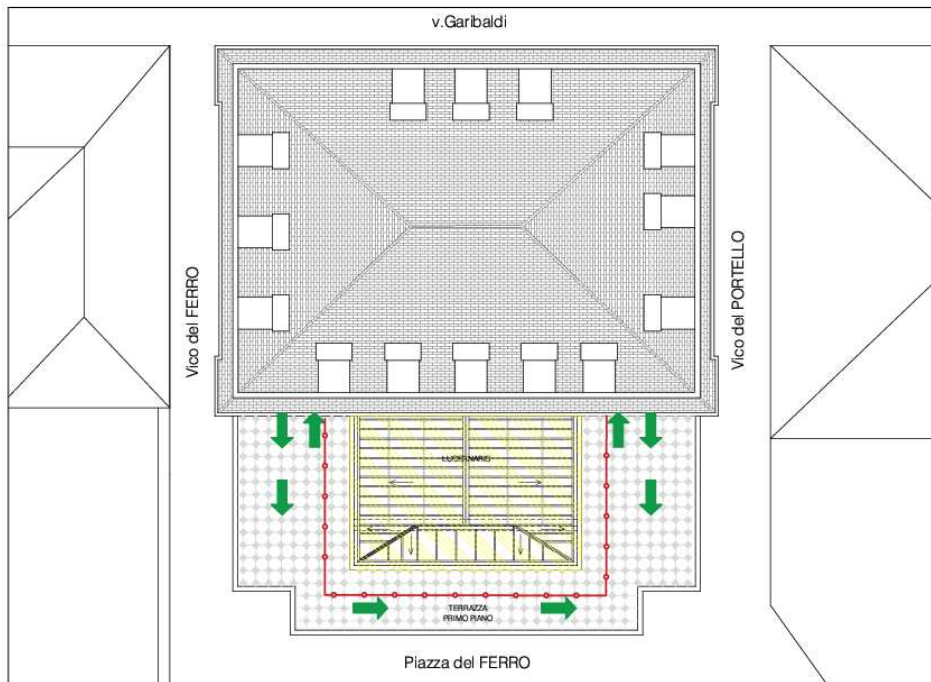 v.Garibaldi
Vico del FERRO
Vico del PORTELLO
LUCERNARIO
TERRAZZA
PRIMO PIANO
Piazza del FERRO